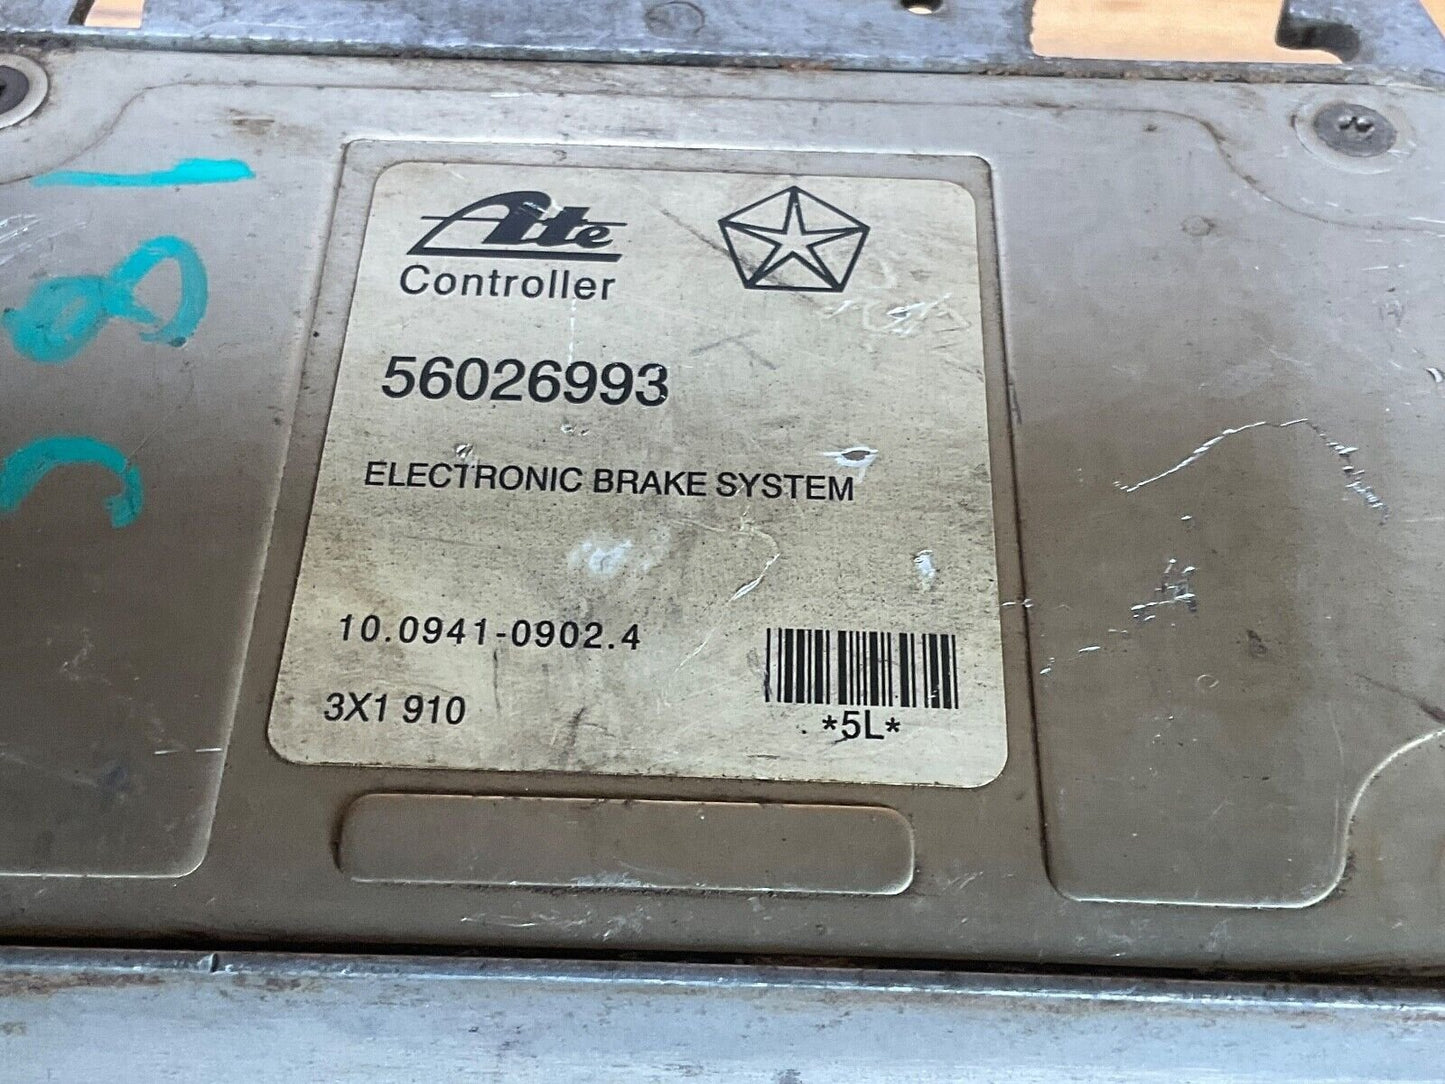 Ate
Controller
56026993
ELECTRONIC BRAKE SYSTEM
10.0941-0902.4
3X1 910
*5L*